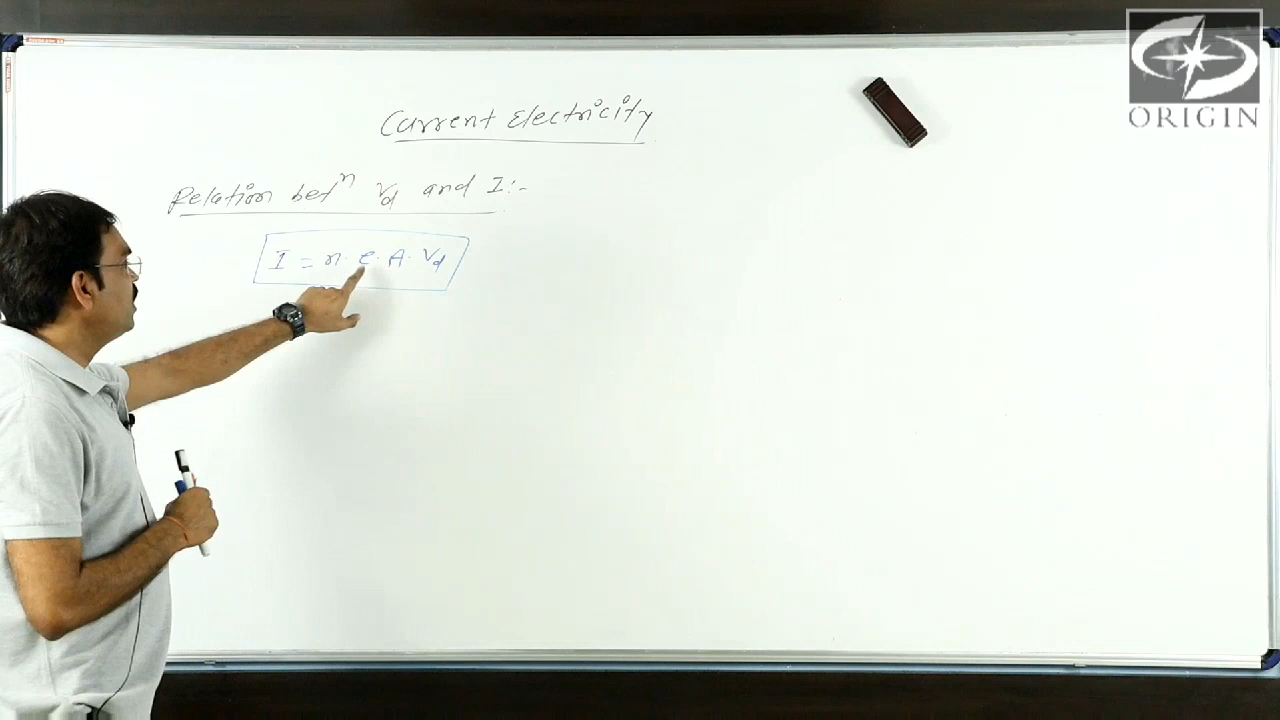 ORIGIN
Current Electricity
Relation betⁿ Vd and I:-
I = n. e. A. Vd